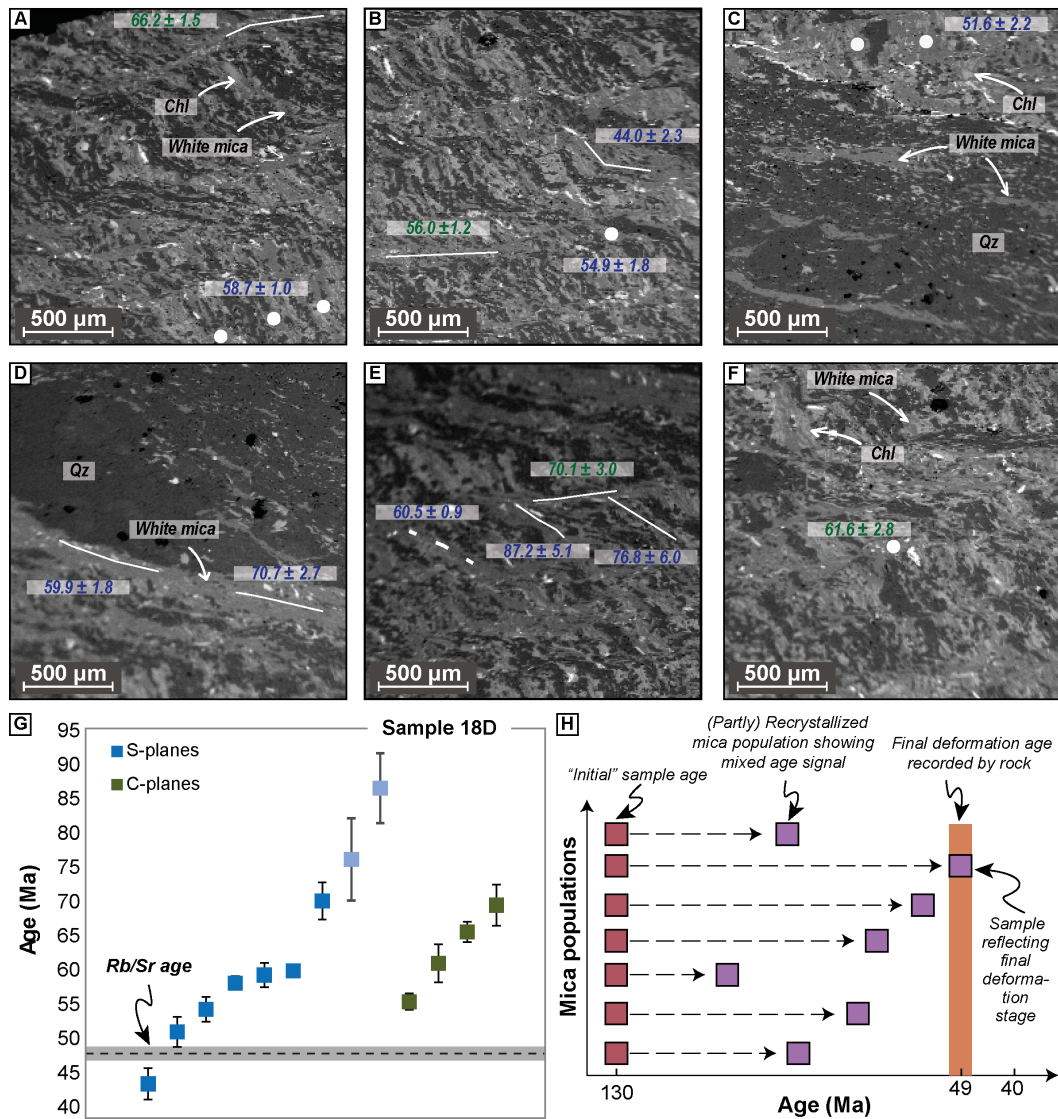 A
66.2 ± 1.5
Chl
White mica
58.7 ± 1.0
500 µm
B
44.0 ± 2.3
56.0 ±1.2
54.9 ± 1.8
500 µm
C
51.6 ± 2.2
Chl
White mica
Qz
500 µm
D
Qz
White mica
59.9 ± 1.8
70.7 ± 2.7
500 µm
E
70.1 ± 3.0
60.5 ± 0.9
87.2 ± 5.1
76.8 ± 6.0
500 µm
F
White mica
Chl
61.6 ± 2.8
500 µm
G
Sample 18D
S-planes
C-planes
Rb/Sr age
Age (Ma)
95
90
85
80
75
70
65
60
55
50
45
40
H
“Initial” sample age
(Partly) Recrystallized
mica population showing
mixed age signal
Final deformation age
recorded by rock
Mica populations
Sample
reflecting
final
deforma-
tion
stage
130
49
40
Age (Ma)